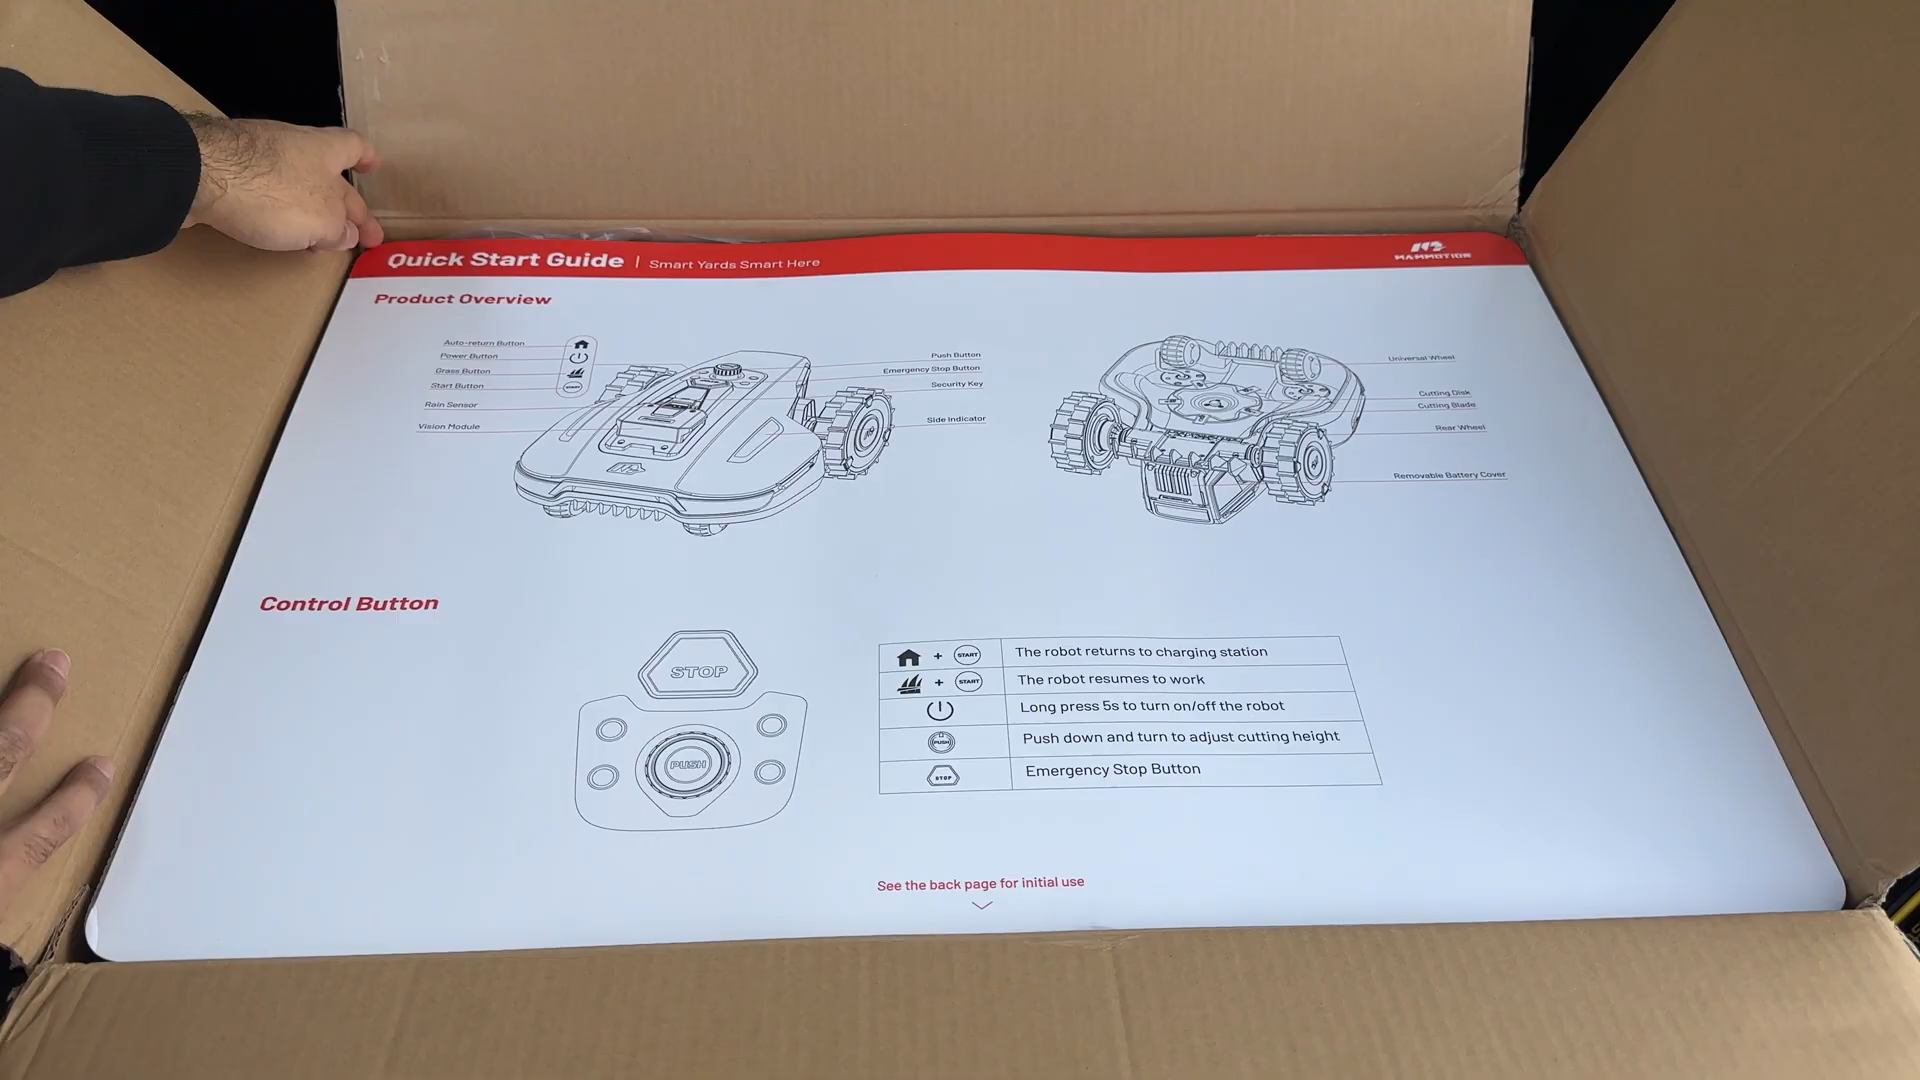 Quick Start Guide | Smart Yards Smart Here
MAMMOTION
Product Overview
Auto-return Button
Power Button
Grass Button
Start Button
Rain Sensor
Vision Module
START
Push Button
Emergency Stop Button
Security Key
Side Indicator
Universal Wheel
Cutting Disk
Cutting Blade
Rear Wheel
Removable Battery Cover
Control Button
STOP
PUSH
+ START The robot returns to charging station
+ START The robot resumes to work
Long press 5s to turn on/off the robot
PUSH Push down and turn to adjust cutting height
STOP Emergency Stop Button
See the back page for initial use